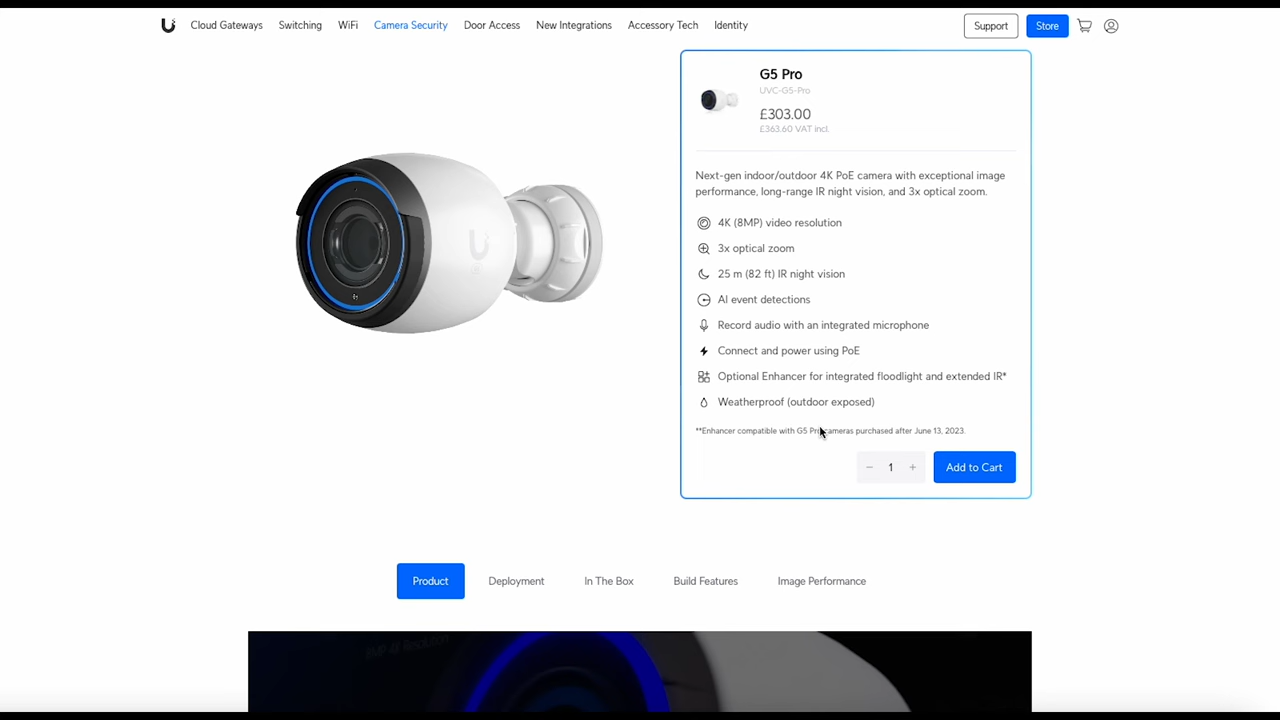 Cloud Gateways Switching WiFi Camera Security Door Access New Integrations Accessory Tech Identity Support Store
G5 Pro
UVC-G5-Pro
£303.00
£363.60 VAT incl.
Next-gen indoor/outdoor 4K PoE camera with exceptional image
performance, long-range IR night vision, and 3x optical zoom.
4K (8MP) video resolution
3x optical zoom
25 m (82 ft) IR night vision
AI event detections
Record audio with an integrated microphone
Connect and power using PoE
Optional Enhancer for integrated floodlight and extended IR*
Weatherproof (outdoor exposed)
**Enhancer compatible with G5 Pro cameras purchased after June 13, 2023.
− 1 + Add to Cart
Product Deployment In The Box Build Features Image Performance
8MP 4K Resolution